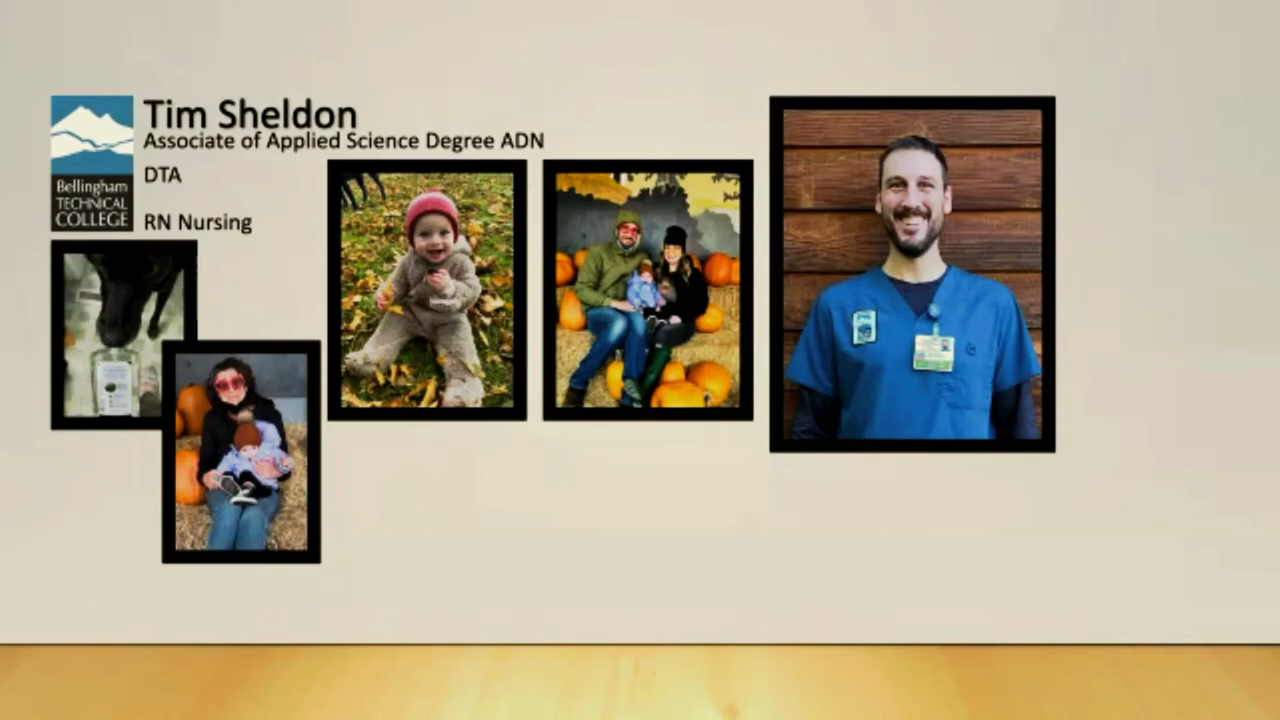 Tim Sheldon
Associate of Applied Science Degree ADN
DTA
RN Nursing
Bellingham
TECHNICAL
COLLEGE